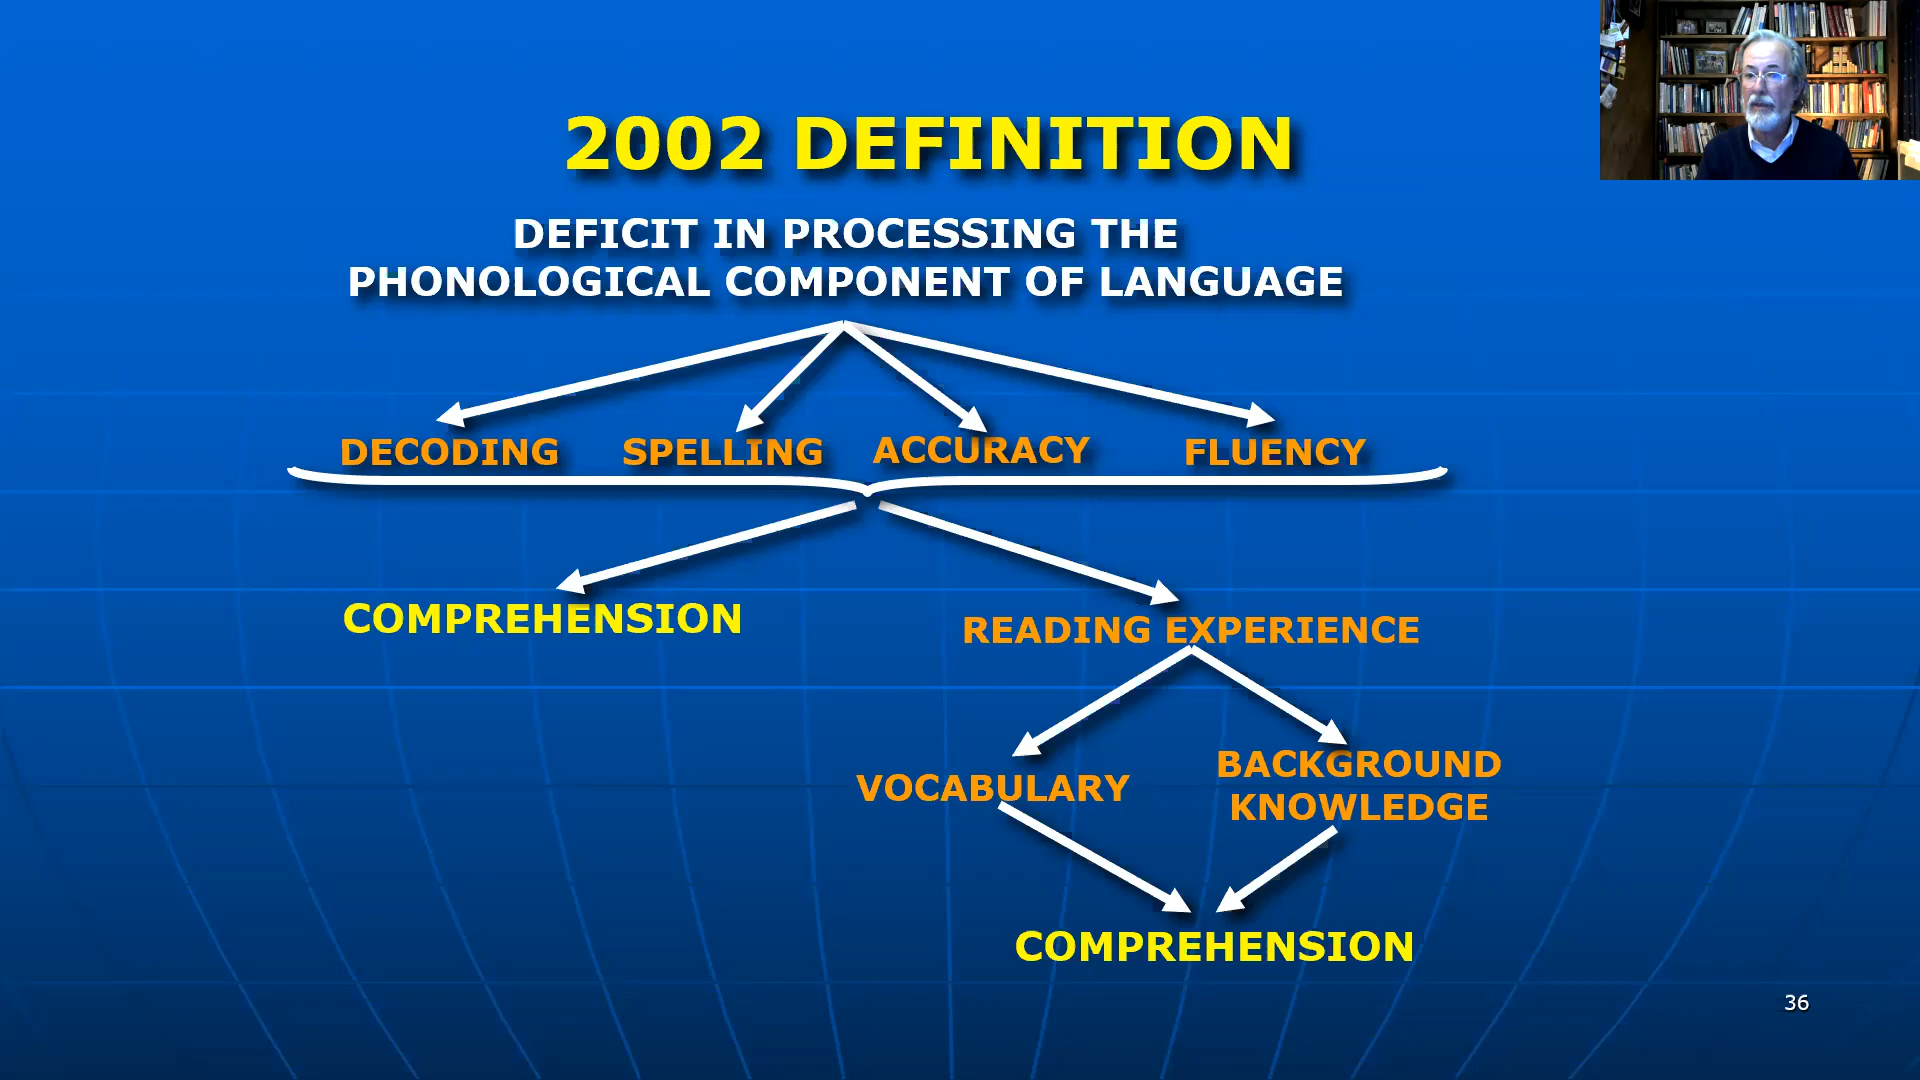 2002 DEFINITION
DEFICIT IN PROCESSING THE
PHONOLOGICAL COMPONENT OF LANGUAGE
DECODING SPELLING ACCURACY FLUENCY
COMPREHENSION
READING EXPERIENCE
VOCABULARY
BACKGROUND
KNOWLEDGE
COMPREHENSION
36